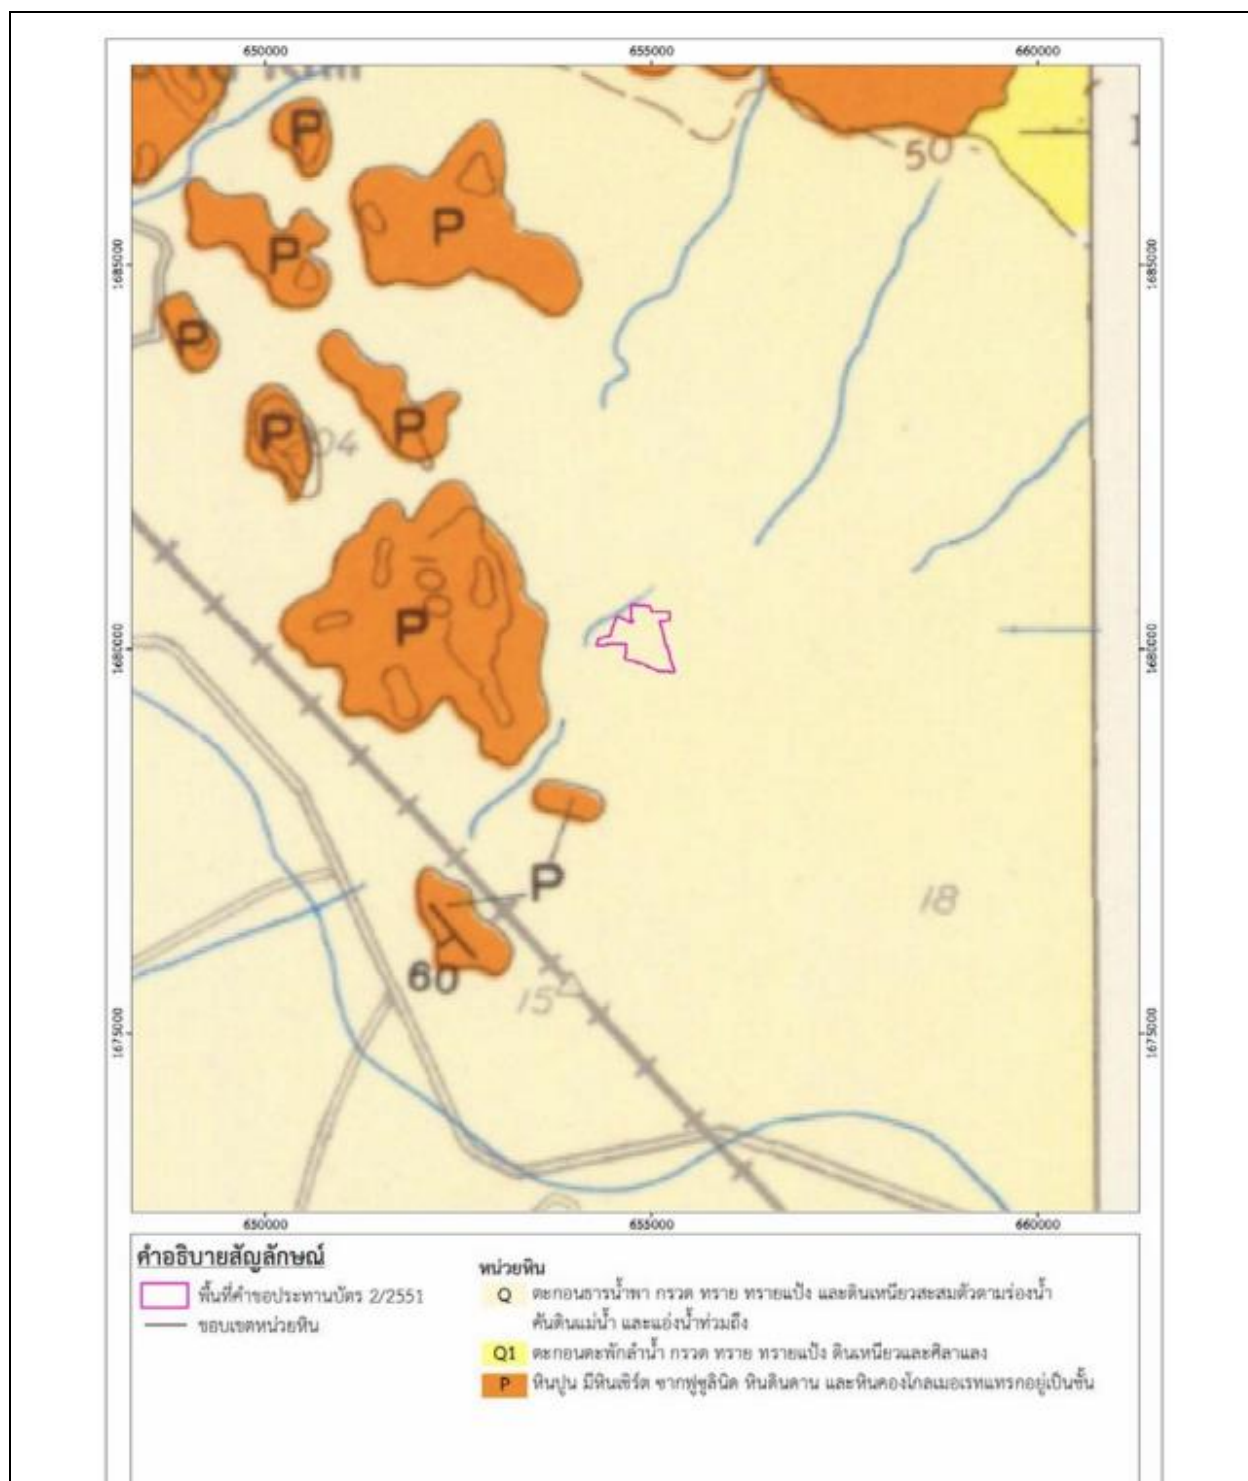 650000
655000
660000
P
50
P
P
1685000
1685000
P
P
P
04
P
1680000
1680000
P
18
60
15
1675000
1675000
650000
655000
660000
คำอธิบายสัญลักษณ์
พื้นที่คำขอประทานบัตร 2/2551
ขอบเขตหน่วยหิน
หน่วยหิน
Q ตะกอนธารน้ำพา กรวด ทราย ทรายแป้ง และดินเหนียวสะสมตัวตามร่องน้ำ
คันดินแม่น้ำ และแอ่งน้ำท่วมถึง
Q1 ตะกอนตะพักลำน้ำ กรวด ทราย ทรายแป้ง ดินเหนียวและศิลาแลง
P หินปูน มีหินเชิร์ต ซากฟูซูลินิด หินดินดาน และหินคองโกลเมอเรทแทรกอยู่เป็นชั้น